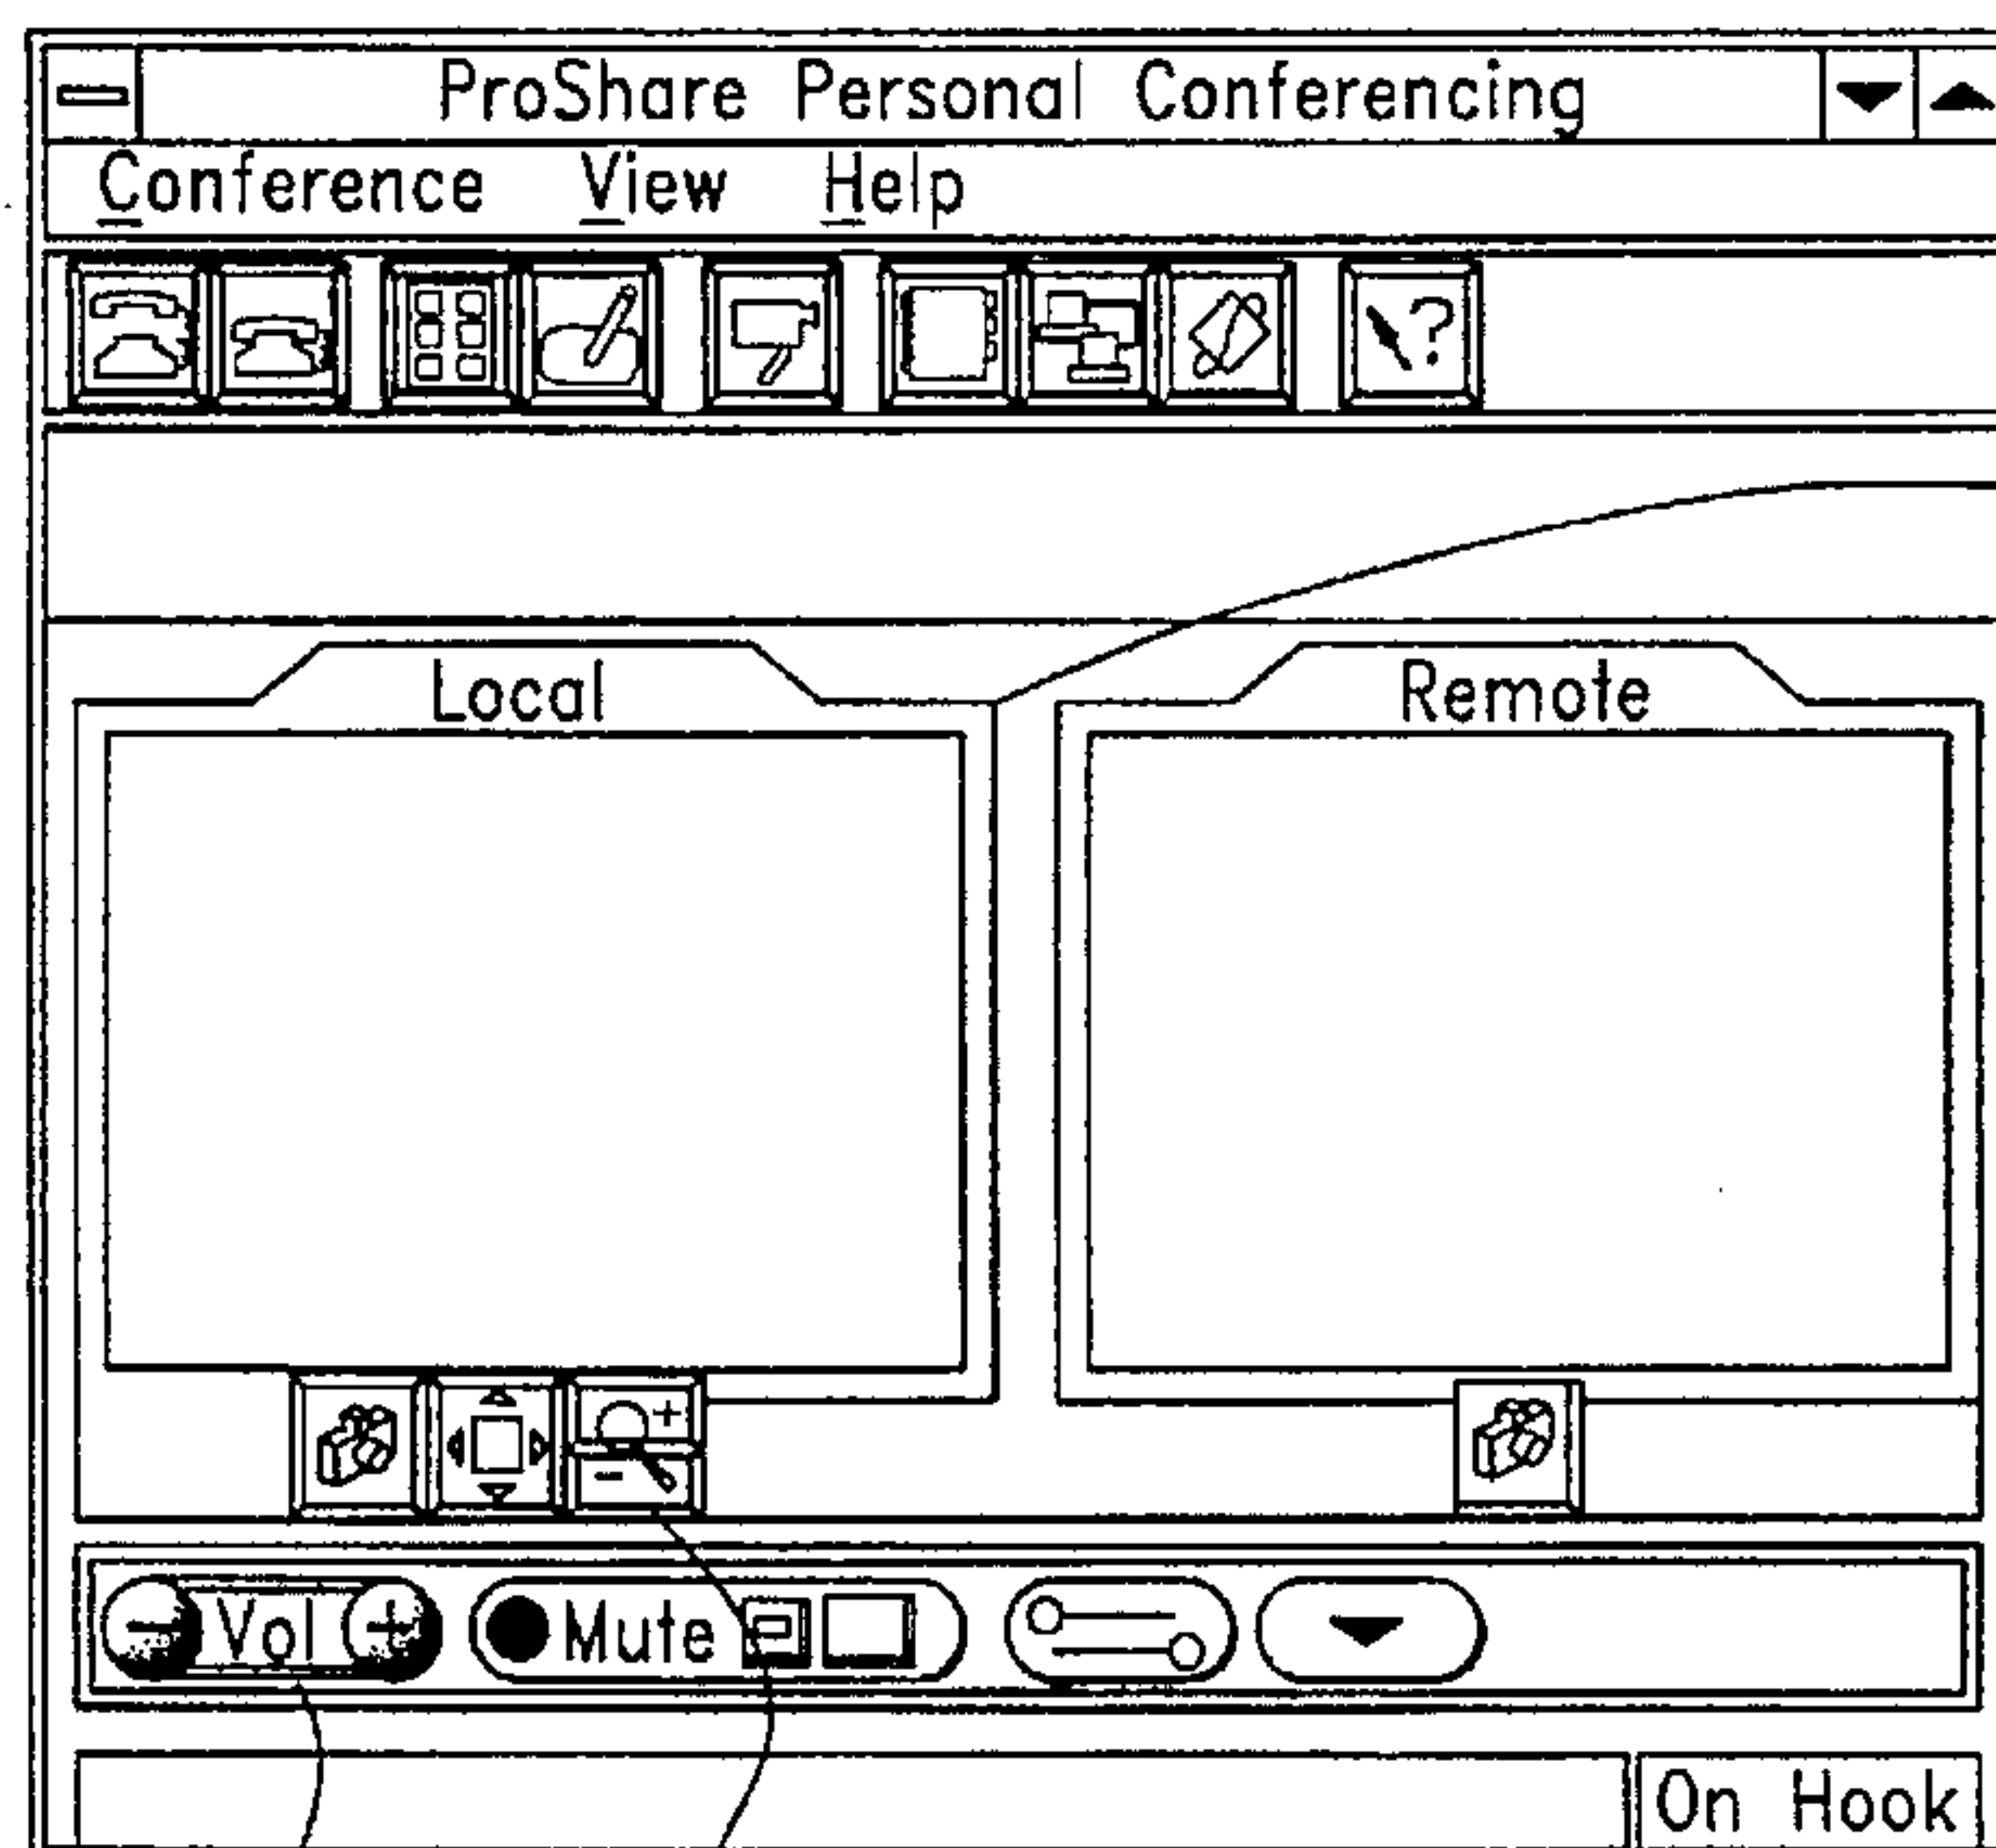 ProShare Personal Conferencing
Conference View Help
?
Local Remote
+
-
- Vol + Mute
On Hook